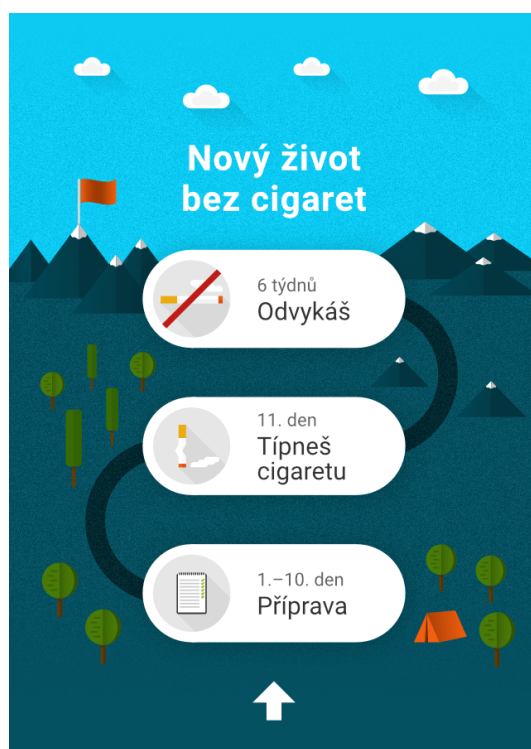 Nový život
bez cigaret
6 týdnů
Odvykáš
11. den
Típneš
cigaretu
1.–10. den
Příprava